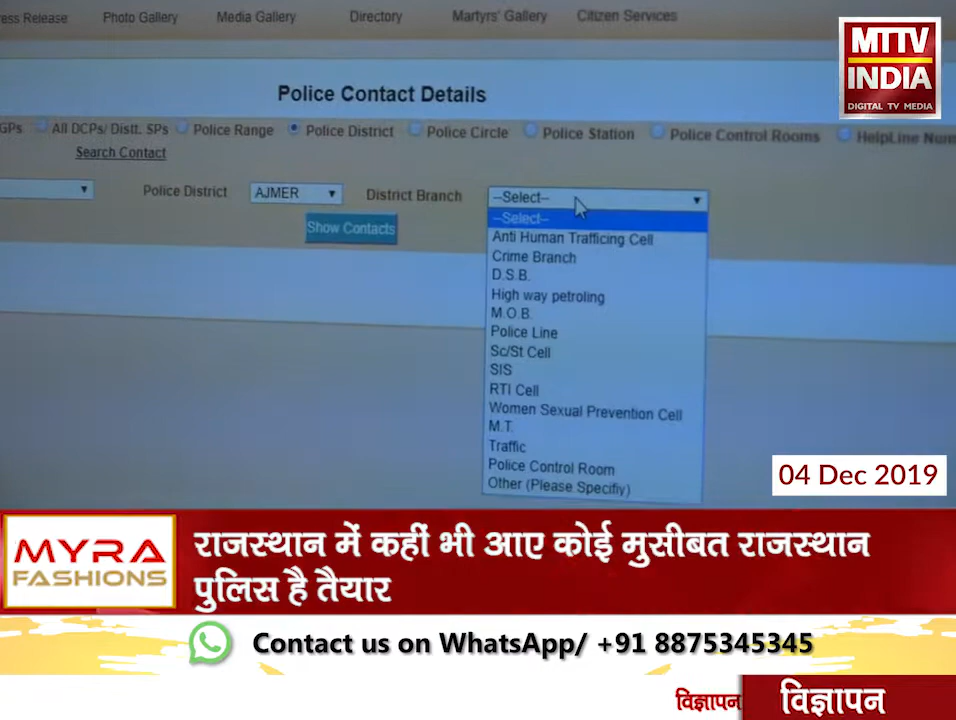 ess Release Photo Gallery Media Gallery Directory Martyrs' Gallery Citizen Services
MTTV
INDIA
DIGITAL TV MEDIA
Police Contact Details
GPs All DCPs/ Distt. SPs Police Range Police District Police Circle Police Station Police Control Rooms HelpLine Num
Search Contact
Police District AJMER District Branch --Select--
Show Contacts
--Select--
Anti Human Trafficing Cell
Crime Branch
D.S.B.
High way petroling
M.O.B.
Police Line
Sc/St Cell
SIS
RTI Cell
Women Sexual Prevention Cell
M.T.
Traffic
Police Control Room
Other (Please Specifiy)
04 Dec 2019
MYRA
FASHIONS
राजस्थान में कहीं भी आए कोई मुसीबत राजस्थान
पुलिस है तैयार
Contact us on WhatsApp/ +91 8875345345
विज्ञापन विज्ञापन